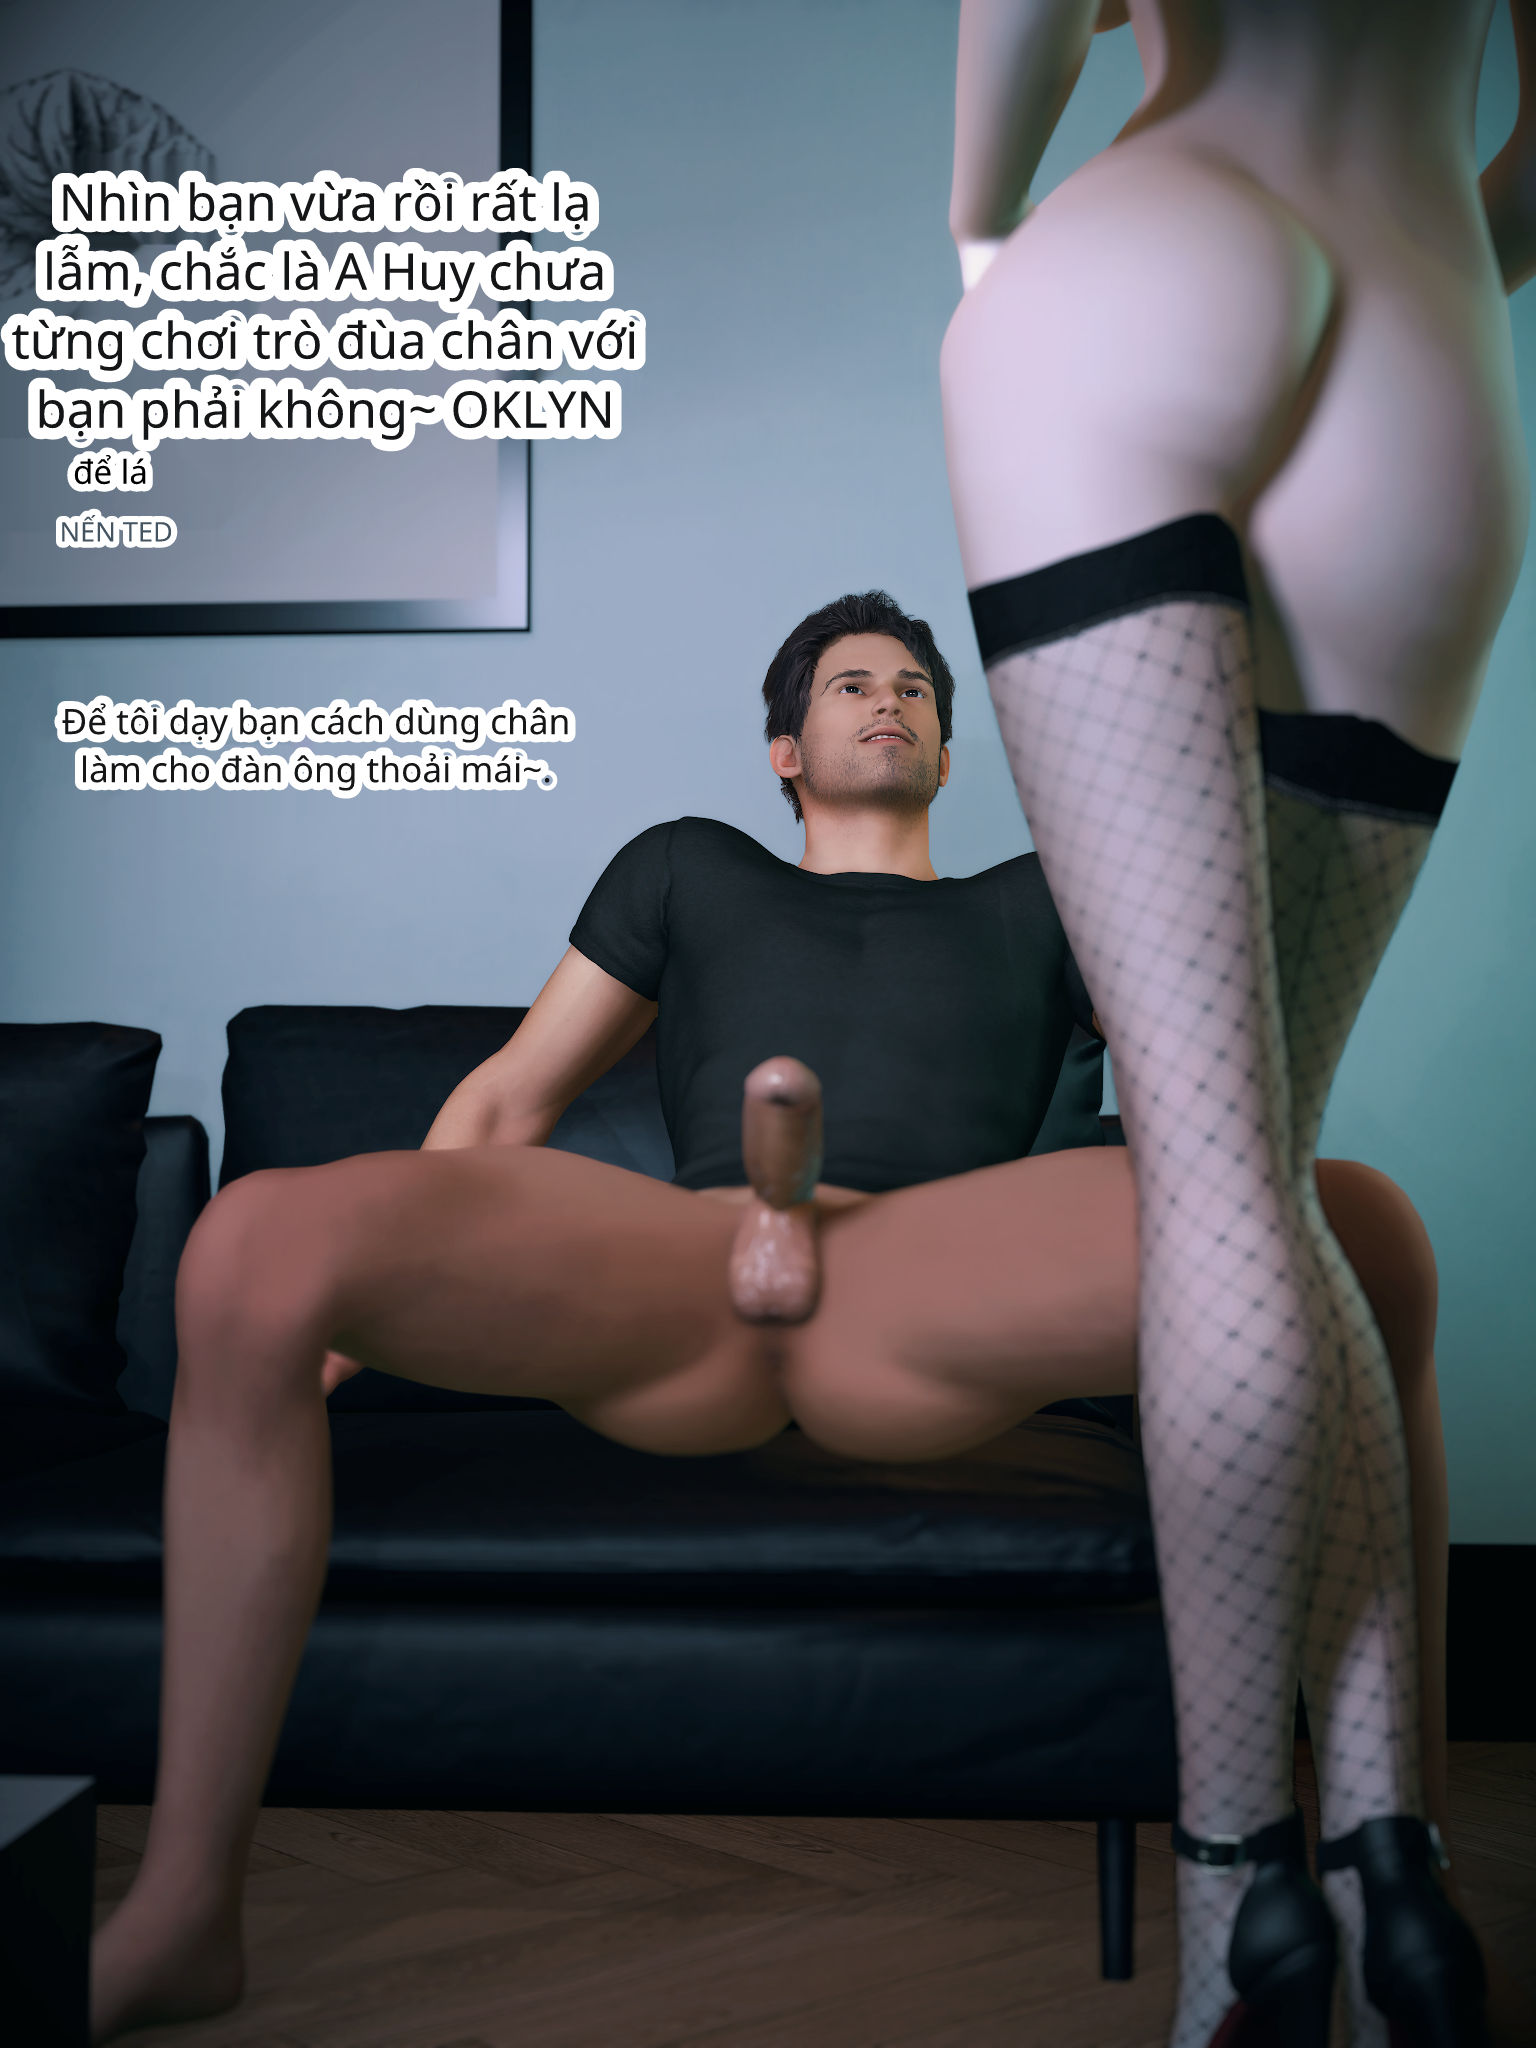 Nhìn bạn vừa rồi rất lạ
lẫm, chắc là A Huy chưa
từng chơi trò đùa chân với
bạn phải không~ OKLYN
để lá
NẾN TED
Để tôi dạy bạn cách dùng chân
làm cho đàn ông thoải mái~.